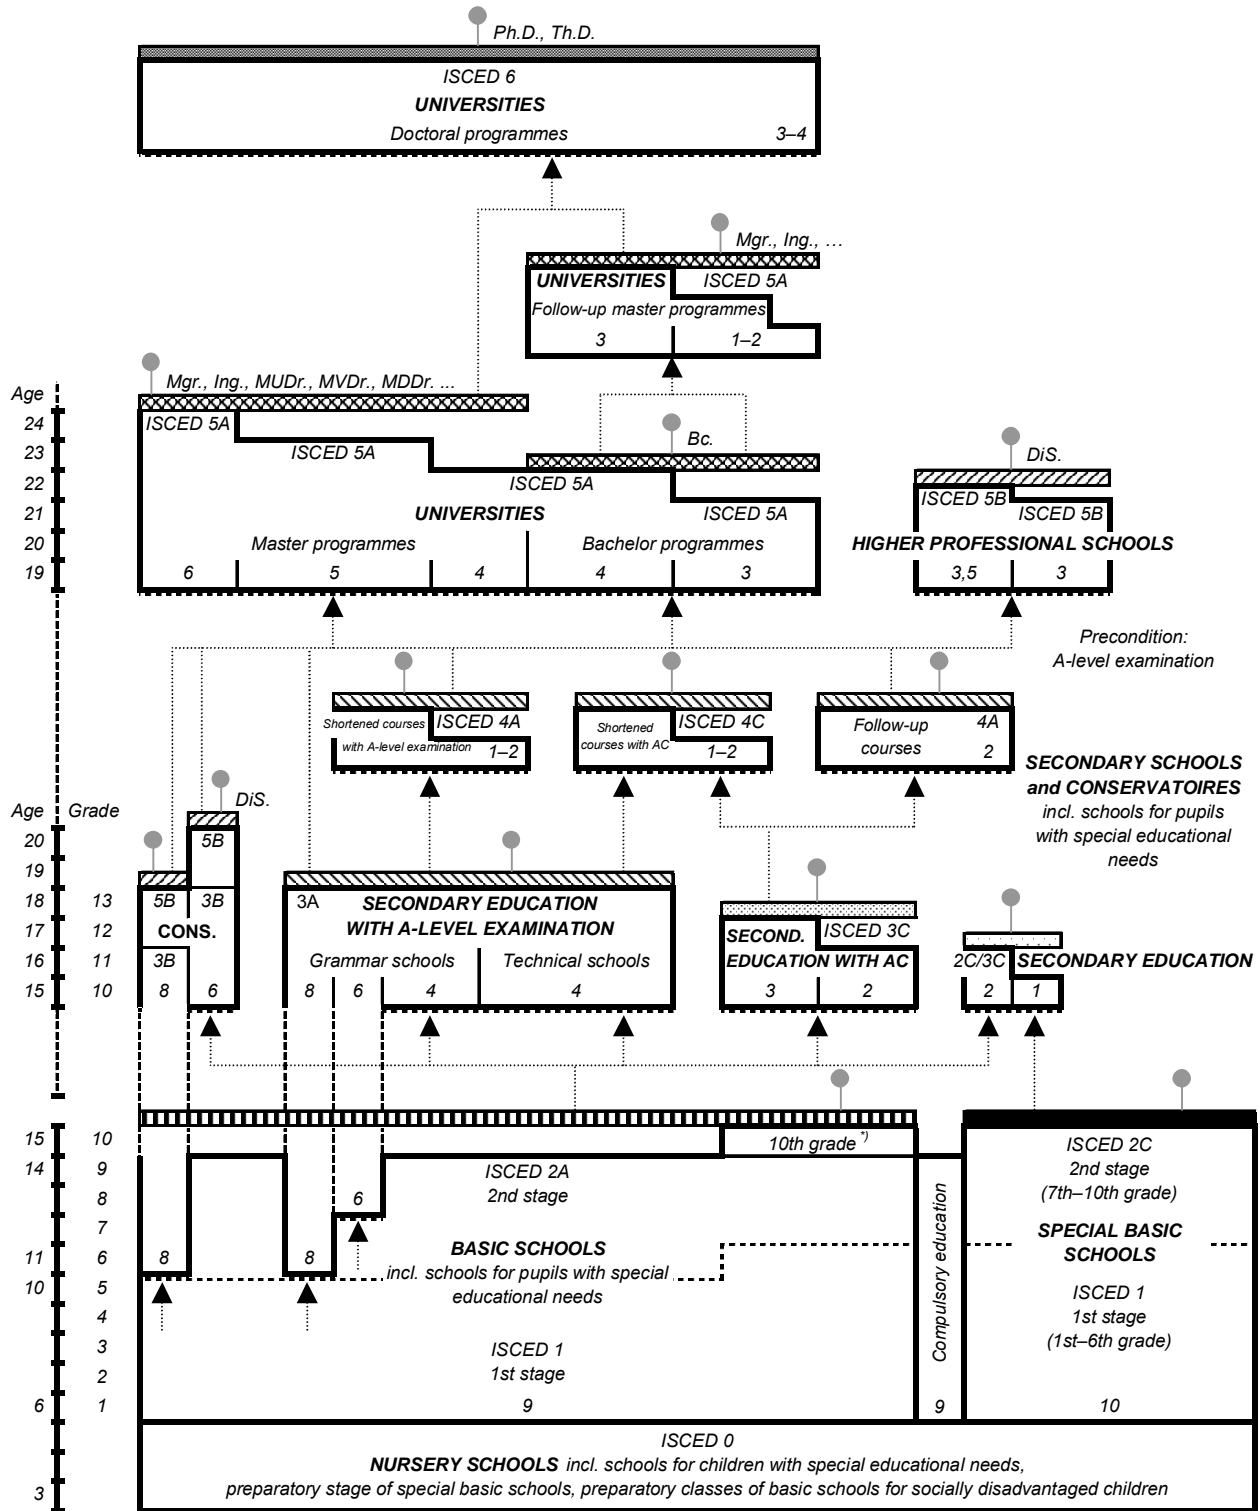 Ph.D., Th.D.
ISCED 6
UNIVERSITIES
Doctoral programmes 3–4
Mgr., Ing., …
UNIVERSITIES ISCED 5A
Follow-up master programmes
3 1–2
Mgr., Ing., MUDr., MVDr., MDDr. ...
Age
24 ISCED 5A
23 ISCED 5A Bc. DiS.
22 ISCED 5A ISCED 5B
21 UNIVERSITIES ISCED 5A ISCED 5B
20 Master programmes Bachelor programmes HIGHER PROFESSIONAL SCHOOLS
19 6 5 4 4 3 3,5 3
Precondition:
A-level examination
Shortened courses ISCED 4A Shortened ISCED 4C Follow-up 4A
with A-level examination 1–2 courses with AC 1–2 courses 2
SECONDARY SCHOOLS
and CONSERVATOIRES
incl. schools for pupils
with special educational
needs
Age Grade DiS.
20 5B
19
18 13 5B 3B 3A SECONDARY EDUCATION
17 12 CONS. WITH A-LEVEL EXAMINATION SECOND. ISCED 3C
16 11 3B Grammar schools Technical schools EDUCATION WITH AC 2C/3C SECONDARY EDUCATION
15 10 8 6 8 6 4 4 3 2 2 1
15 10 10th grade *) ISCED 2C
14 9 ISCED 2A 2nd stage
8 6 2nd stage (7th–10th grade)
7
BASIC SCHOOLS SPECIAL BASIC
11 6 8 8 incl. schools for pupils with special SCHOOLS
10 5 educational needs ISCED 1
4 1st stage
3 ISCED 1 (1st–6th grade)
2 1st stage
Compulsory education
6 1 9 9 10
ISCED 0
NURSERY SCHOOLS incl. schools for children with special educational needs,
3 preparatory stage of special basic schools, preparatory classes of basic schools for socially disadvantaged children